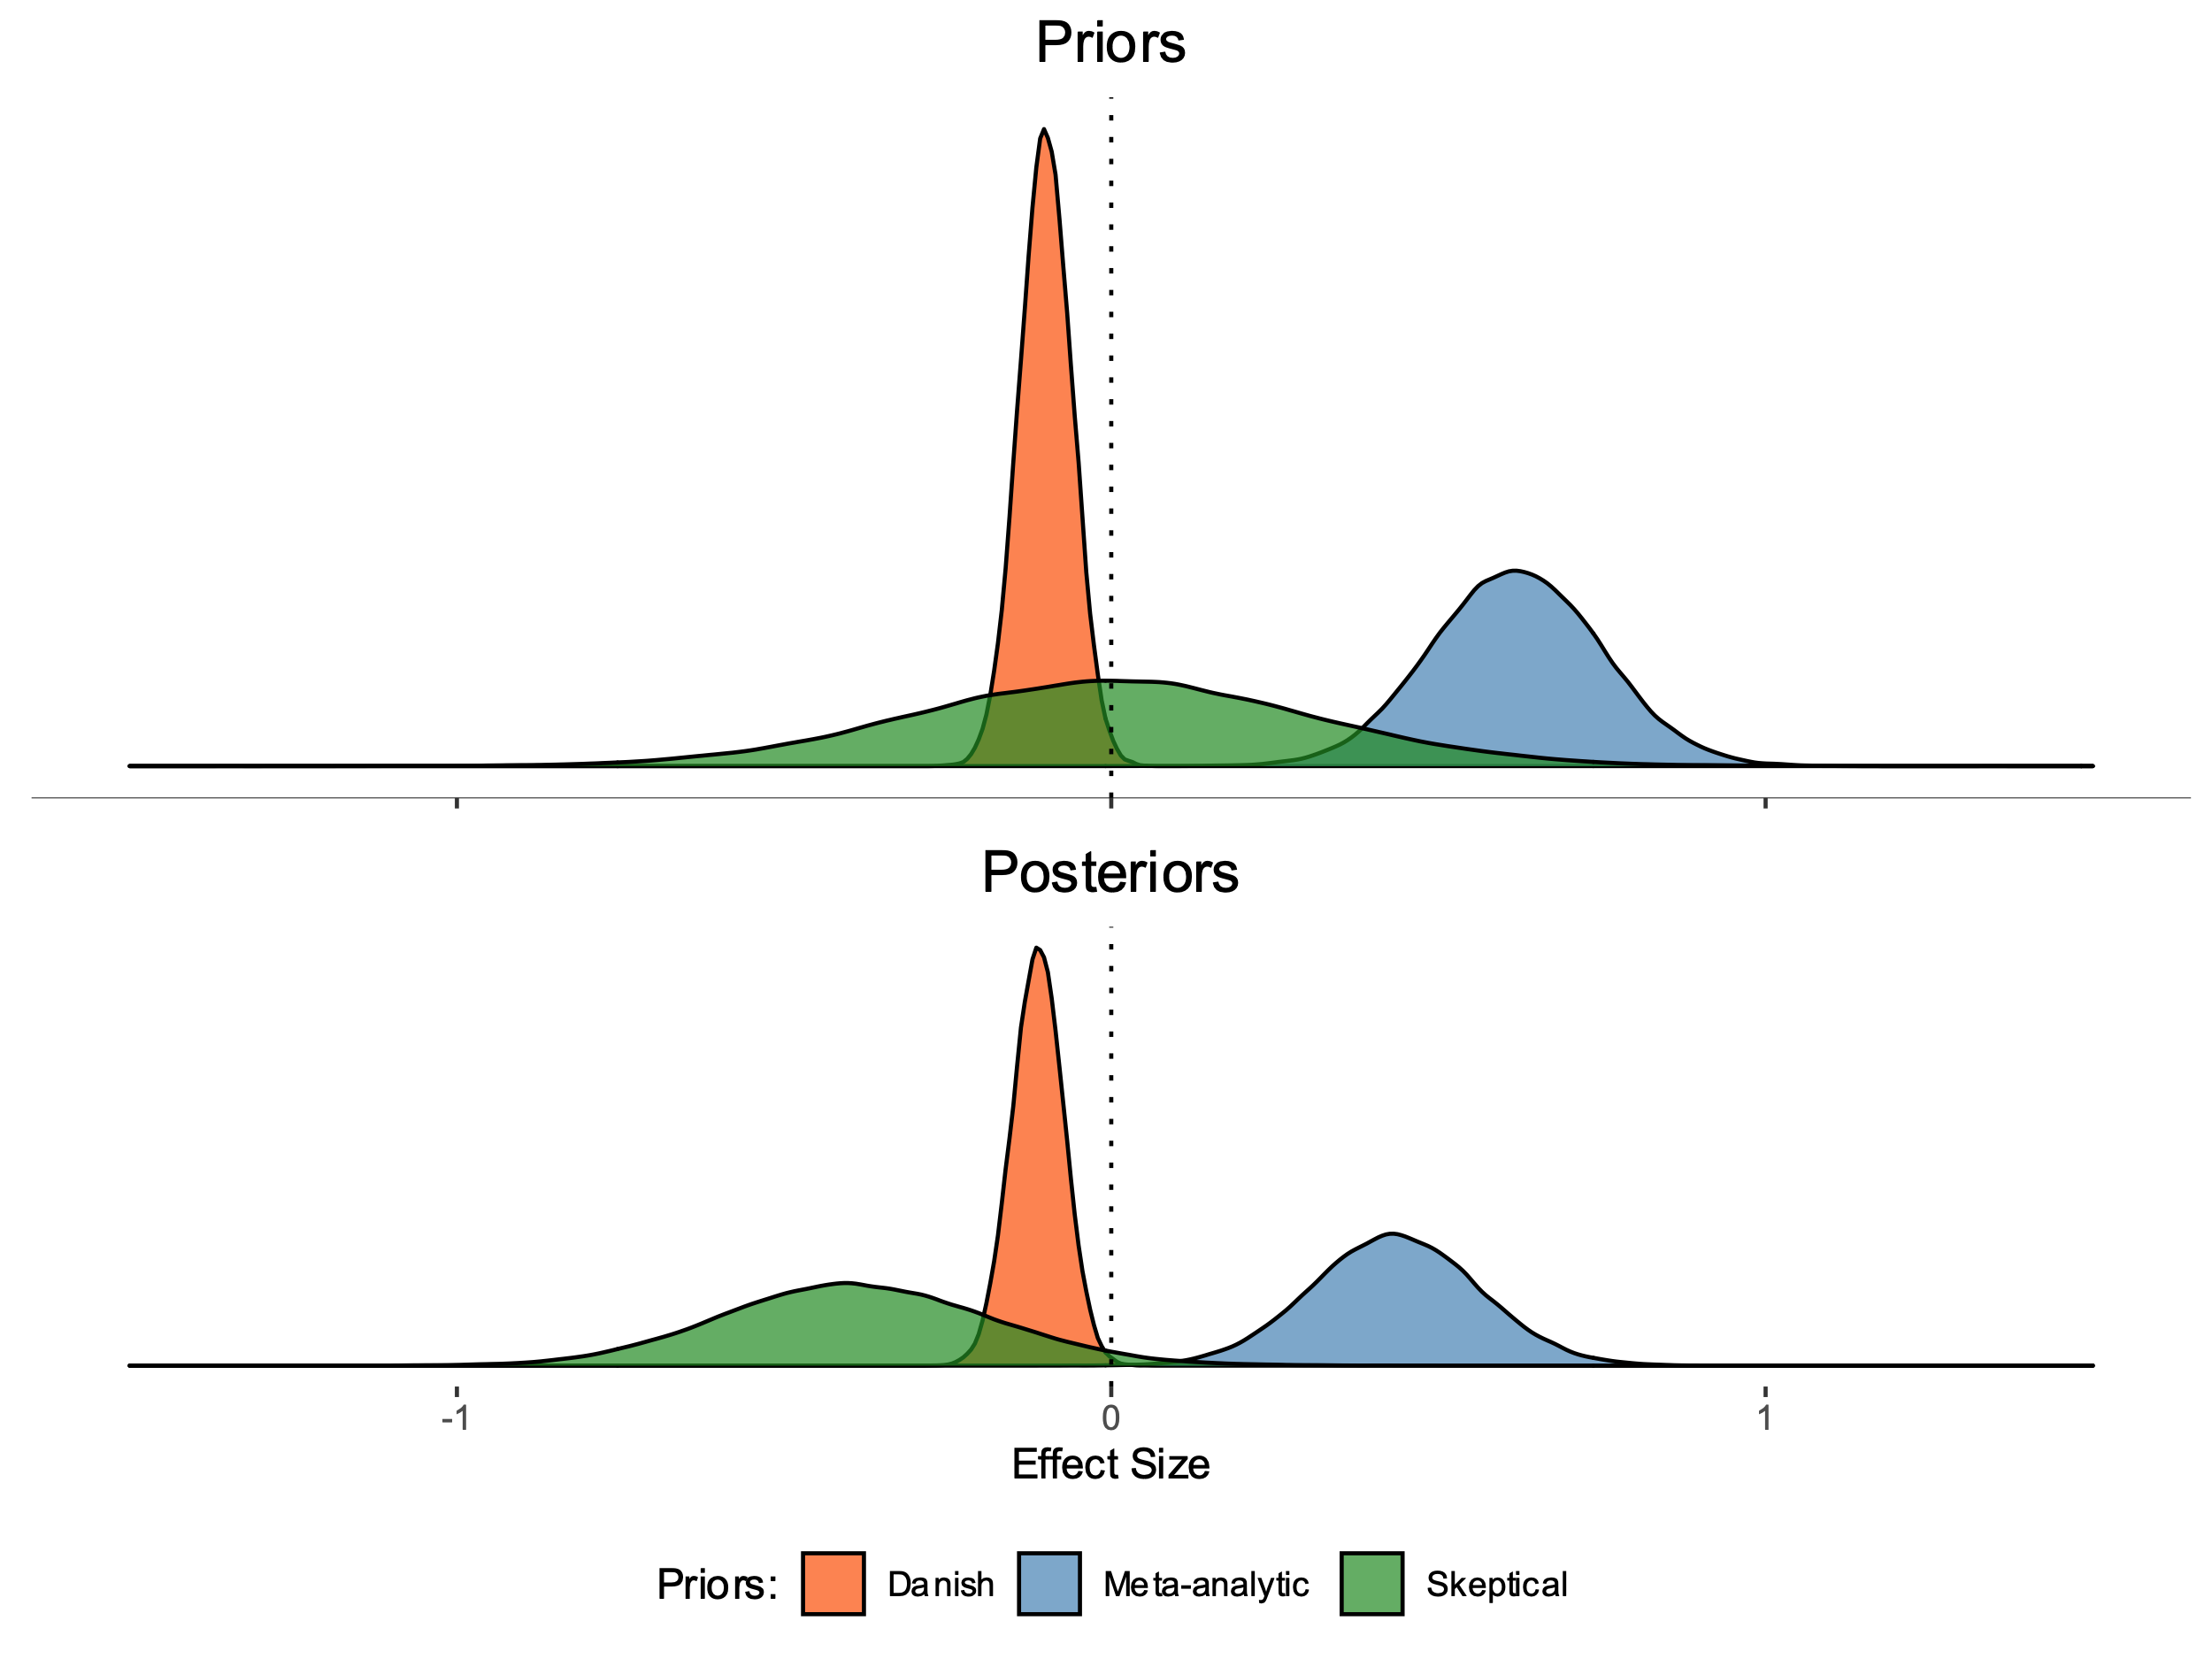 Priors
Posteriors
-1 0 1
Effect Size
Priors: Danish Meta-analytic Skeptical